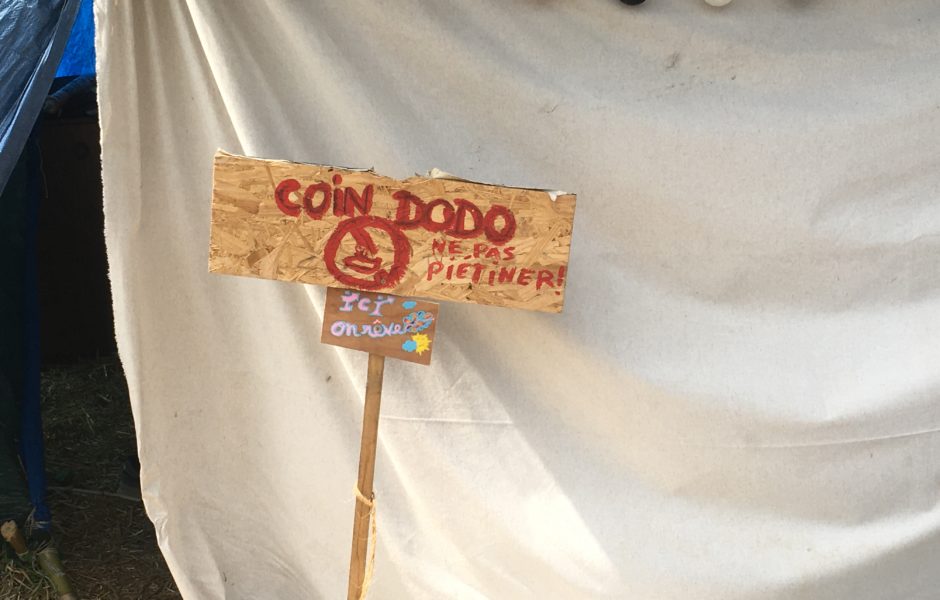 COIN DODO
NE PAS
PIETINER!
ici
on rêve